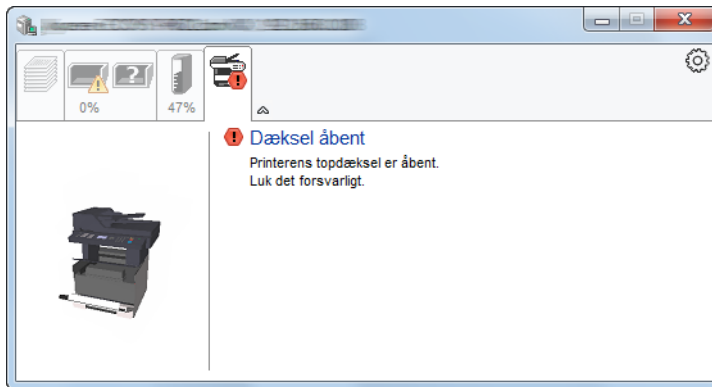 0%
47%
Dæksel åbent
Printerens topdæksel er åbent.
Luk det forsvarligt.